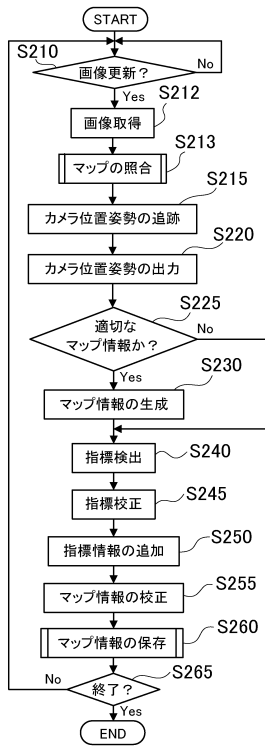 START
S210
画像更新？
No
Yes
S212
画像取得
S213
マップの照合
S215
カメラ位置姿勢の追跡
S220
カメラ位置姿勢の出力
S225
適切な
マップ情報か？
No
Yes
S230
マップ情報の生成
S240
指標検出
S245
指標校正
S250
指標情報の追加
S255
マップ情報の校正
S260
マップ情報の保存
S265
No
終了？
Yes
END